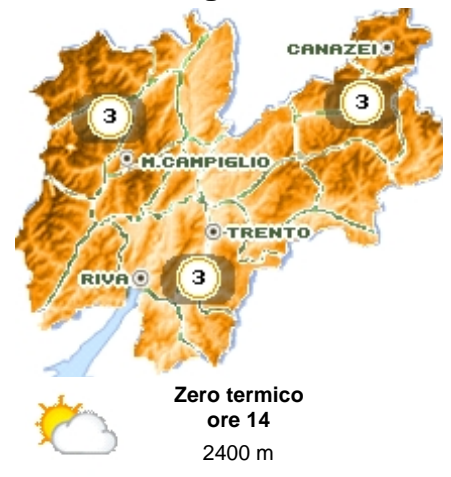 CANAZEI
3
3
M.CAMPIGLIO
TRENTO
RIVA
3
Zero termico
ore 14
2400 m